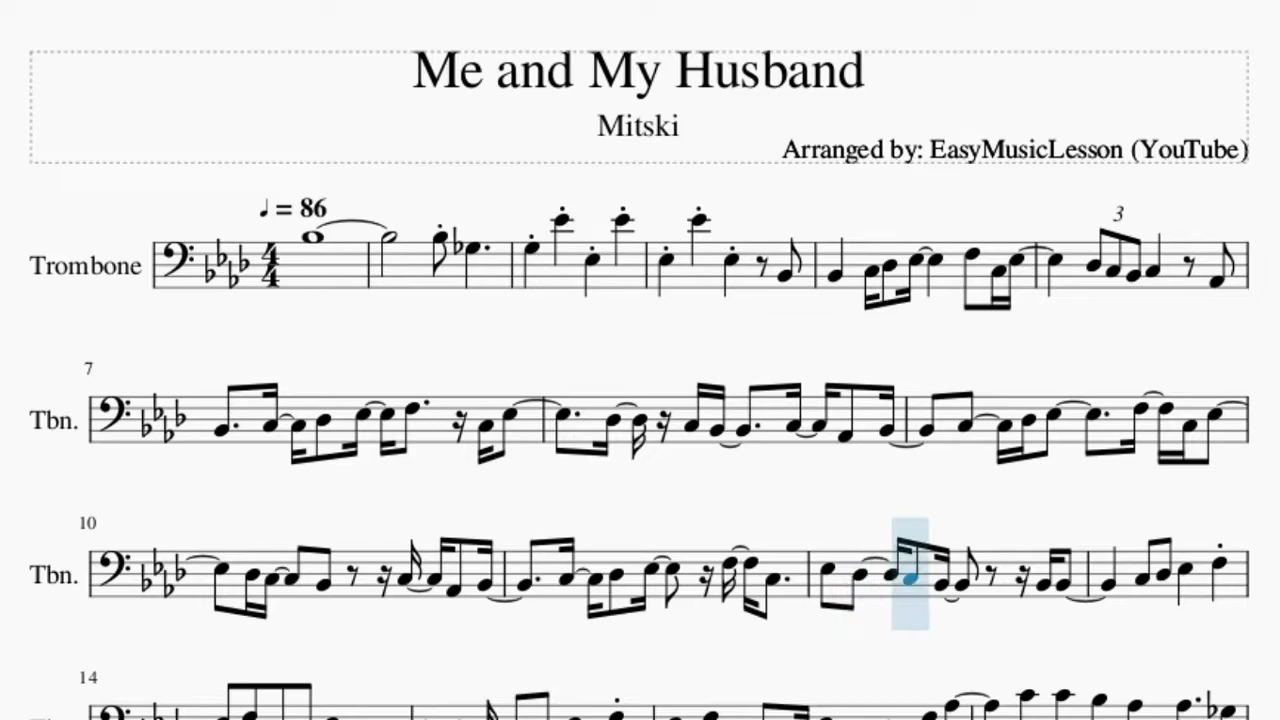 Me and My Husband
Mitski
Arranged by: EasyMusicLesson (YouTube)
♩ = 86
3
Trombone
7
Tbn.
10
Tbn.
14